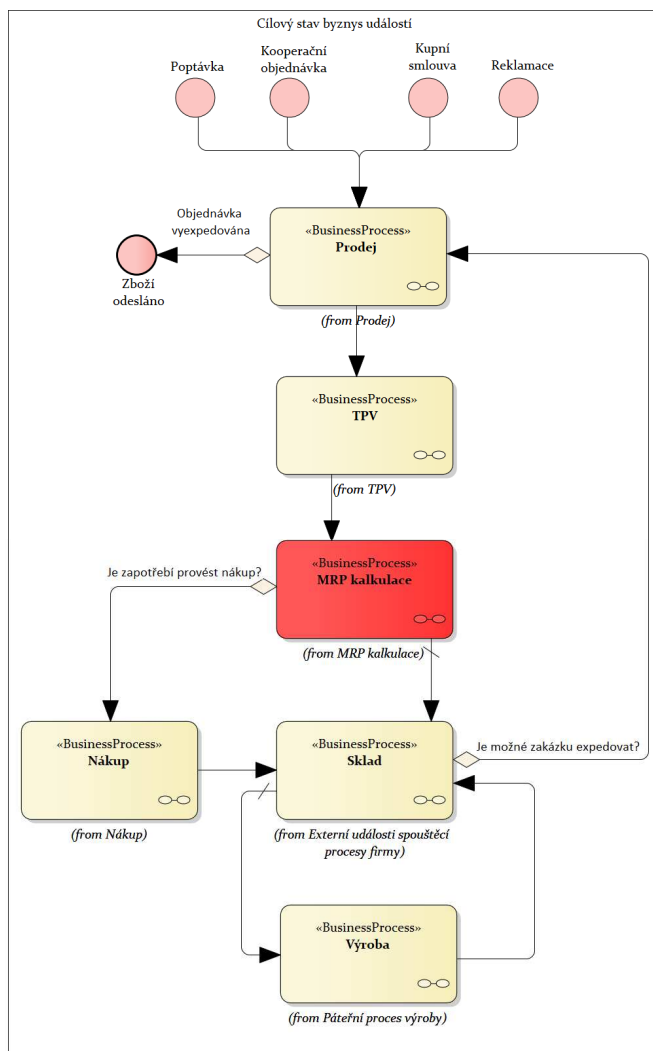 Cílový stav byznys událostí
Poptávka
Kooperační
objednávka
Kupní
smlouva
Reklamace
Objednávka
vyexpedována
Zboží
odesláno
«BusinessProcess»
Prodej
(from Prodej)
«BusinessProcess»
TPV
(from TPV)
Je zapotřebí provést nákup?
«BusinessProcess»
MRP kalkulace
(from MRP kalkulace)
«BusinessProcess»
Nákup
(from Nákup)
«BusinessProcess»
Sklad
(from Externí události spouštěcí
procesy firmy)
Je možné zakázku expedovat?
«BusinessProcess»
Výroba
(from Páteřní proces výroby)